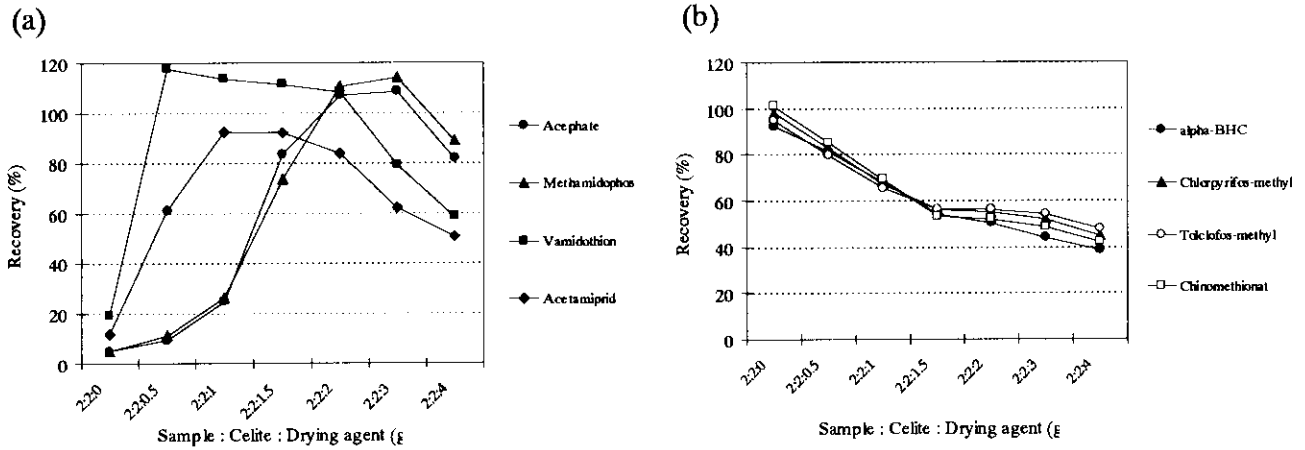 (a)
120
100
80
60
40
20
0
Recovery (%)
2:2:0
2:2:0.5
2:2:1
2:2:1.5
2:2:2
2:2:3
2:2:4
Sample : Celite : Drying agent (g
Acephate
Methamidophos
Vamidothion
Acetamiprid
(b)
120
100
80
60
40
20
0
Recovery (%)
2:2:0
2:2:0.5
2:2:1
2:2:1.5
2:2:2
2:2:3
2:2:4
Sample : Celite : Drying agent (g
alpha-BHC
Chlorpyrifos-methyl
Tolclofos-methyl
Chinomethionat